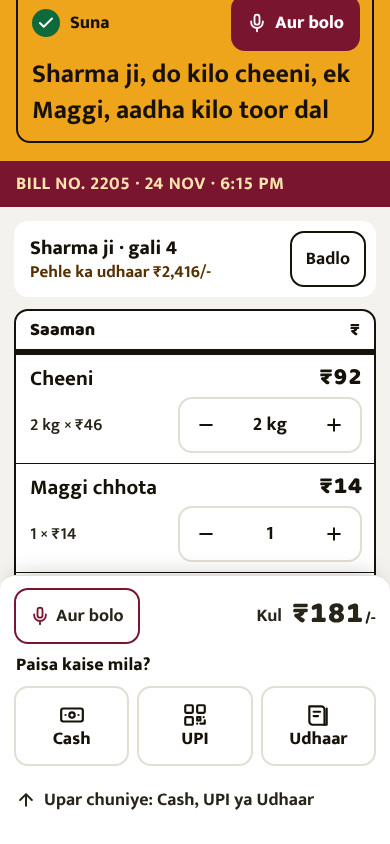 Suna
Aur bolo
Sharma ji, do kilo cheeni, ek
Maggi, aadha kilo toor dal
BILL NO. 2205 · 24 NOV · 6:15 PM
Sharma ji · gali 4
Pehle ka udhaar ₹2,416/-
Badlo
Saaman ₹
Cheeni ₹92
2 kg × ₹46 − 2 kg +
Maggi chhota ₹14
1 × ₹14 − 1 +
Aur bolo
Kul ₹181/-
Paisa kaise mila?
Cash
UPI
Udhaar
Upar chuniye: Cash, UPI ya Udhaar